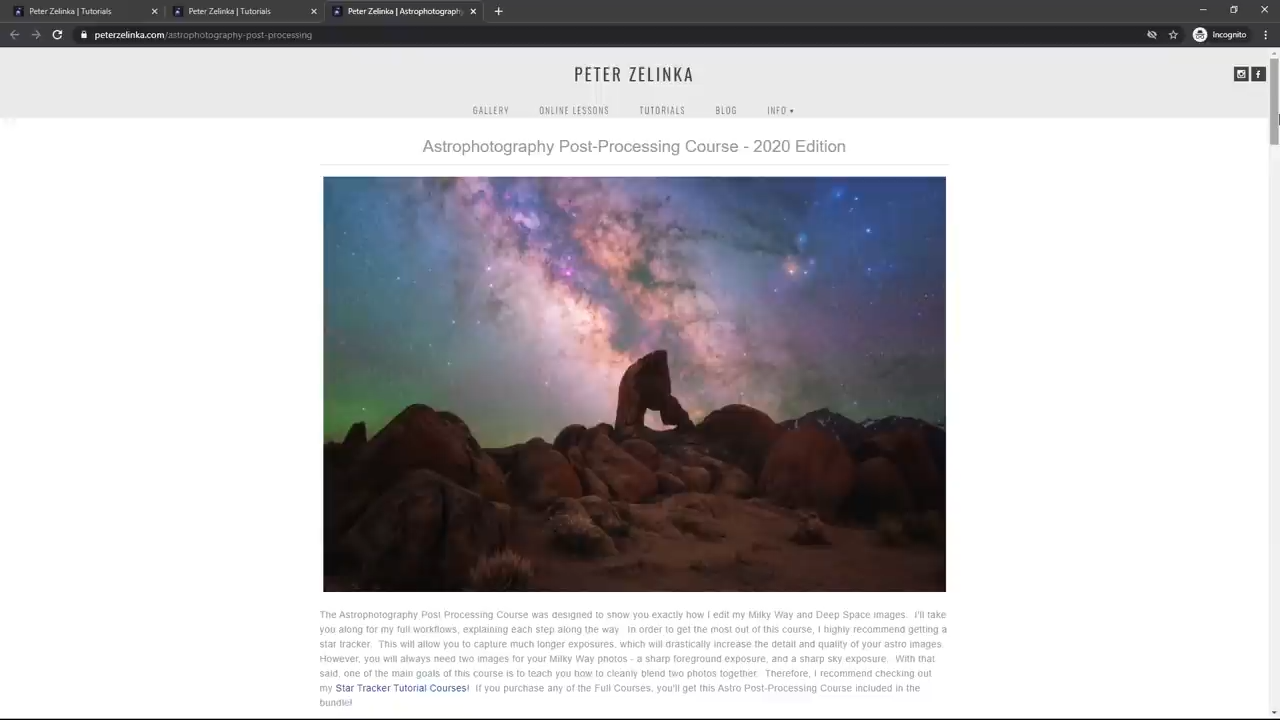 Peter Zelinka | Tutorials
Peter Zelinka | Tutorials
Peter Zelinka | Astrophotography
peterzelinka.com/astrophotography-post-processing
Incognito
PETER ZELINKA
GALLERY ONLINE LESSONS TUTORIALS BLOG INFO ▾
Astrophotography Post-Processing Course - 2020 Edition
The Astrophotography Post Processing Course was designed to show you exactly how I edit my Milky Way and Deep Space images. I'll take
you along for my full workflows, explaining each step along the way. In order to get the most out of this course, I highly recommend getting a
star tracker. This will allow you to capture much longer exposures, which will drastically increase the detail and quality of your astro images.
However, you will always need two images for your Milky Way photos - a sharp foreground exposure, and a sharp sky exposure. With that
said, one of the main goals of this course is to teach you how to cleanly blend two photos together. Therefore, I recommend checking out
my Star Tracker Tutorial Courses! If you purchase any of the Full Courses, you'll get this Astro Post-Processing Course included in the
bundle!